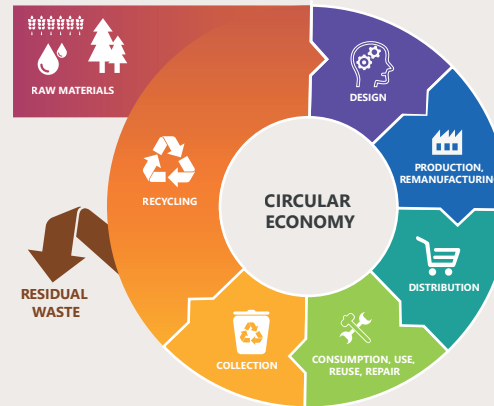 RAW MATERIALS
DESIGN
PRODUCTION,
REMANUFACTURING
DISTRIBUTION
CONSUMPTION, USE,
REUSE, REPAIR
COLLECTION
RECYCLING
RESIDUAL
WASTE
CIRCULAR
ECONOMY